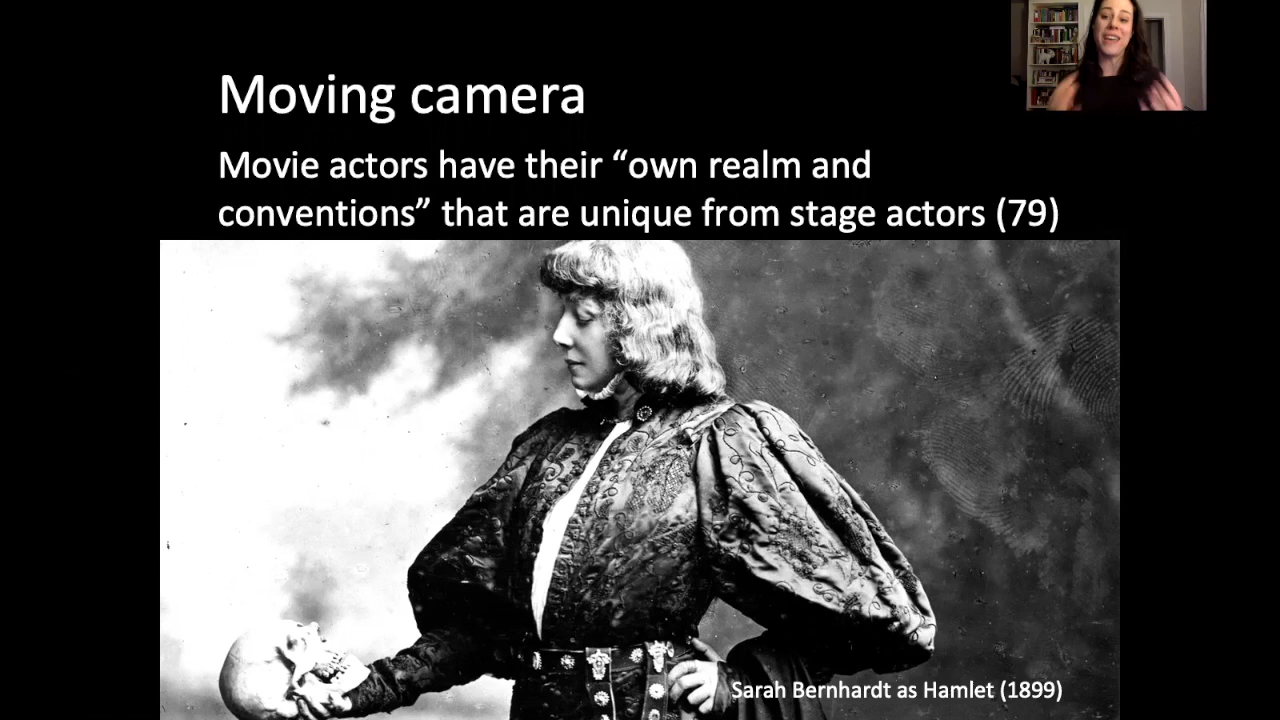 Moving camera
Movie actors have their “own realm and
conventions” that are unique from stage actors (79)
Sarah Bernhardt as Hamlet (1899)